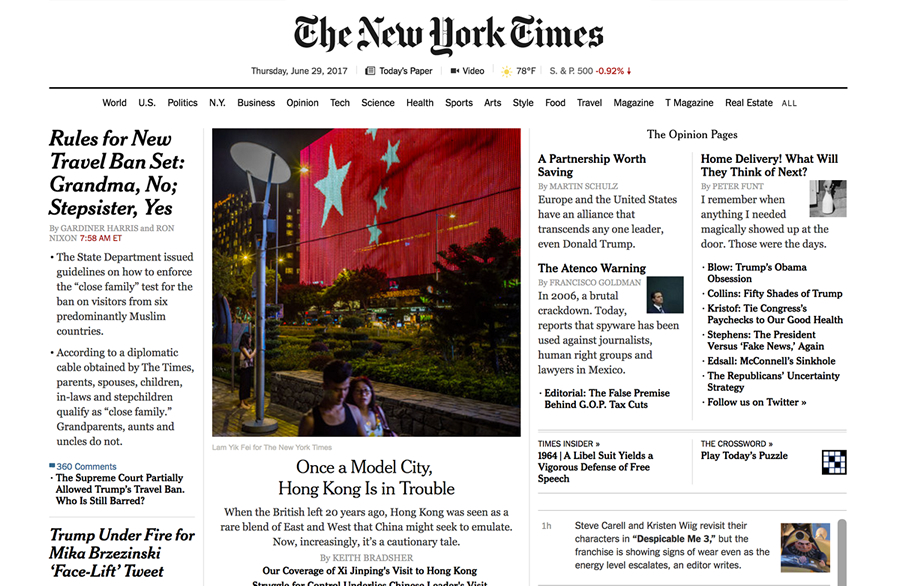 The New York Times
Thursday, June 29, 2017
Today's Paper
Video
78°F
S. & P. 500 -0.92% ↓
World U.S. Politics N.Y. Business Opinion Tech Science Health Sports Arts Style Food Travel Magazine T Magazine Real Estate ALL
Rules for New
Travel Ban Set:
Grandma, No;
Stepsister, Yes
By GARDINER HARRIS and RON
NIXON 7:58 AM ET
• The State Department issued
guidelines on how to enforce
the “close family” test for the
ban on visitors from six
predominantly Muslim
countries.
• According to a diplomatic
cable obtained by The Times,
parents, spouses, children,
in-laws and stepchildren
qualify as “close family.”
Grandparents, aunts and
uncles do not.
360 Comments
· The Supreme Court Partially
Allowed Trump’s Travel Ban.
Who Is Still Barred?
Trump Under Fire for
Mika Brzezinski
‘Face-Lift’ Tweet
Lam Yik Fei for The New York Times
Once a Model City,
Hong Kong Is in Trouble
When the British left 20 years ago, Hong Kong was seen as a
rare blend of East and West that China might seek to emulate.
Now, increasingly, it’s a cautionary tale.
By KEITH BRADSHER
Our Coverage of Xi Jinping’s Visit to Hong Kong
Struggle for Control Underlies Chinese Leader’s Visit
The Opinion Pages
A Partnership Worth
Saving
By MARTIN SCHULZ
Europe and the United States
have an alliance that
transcends any one leader,
even Donald Trump.
The Atenco Warning
By FRANCISCO GOLDMAN
In 2006, a brutal
crackdown. Today,
reports that spyware has been
used against journalists,
human right groups and
lawyers in Mexico.
· Editorial: The False Premise
Behind G.O.P. Tax Cuts
Home Delivery! What Will
They Think of Next?
By PETER FUNT
I remember when
anything I needed
magically showed up at the
door. Those were the days.
· Blow: Trump’s Obama
Obsession
· Collins: Fifty Shades of Trump
· Kristof: Tie Congress’s
Paychecks to Our Good Health
· Stephens: The President
Versus ‘Fake News,’ Again
· Edsall: McConnell’s Sinkhole
· The Republicans’ Uncertainty
Strategy
· Follow us on Twitter »
TIMES INSIDER »
1964 | A Libel Suit Yields a
Vigorous Defense of Free
Speech
THE CROSSWORD »
Play Today’s Puzzle
1h
Steve Carell and Kristen Wiig revisit their
characters in “Despicable Me 3,” but the
franchise is showing signs of wear even as the
energy level escalates, an editor writes.